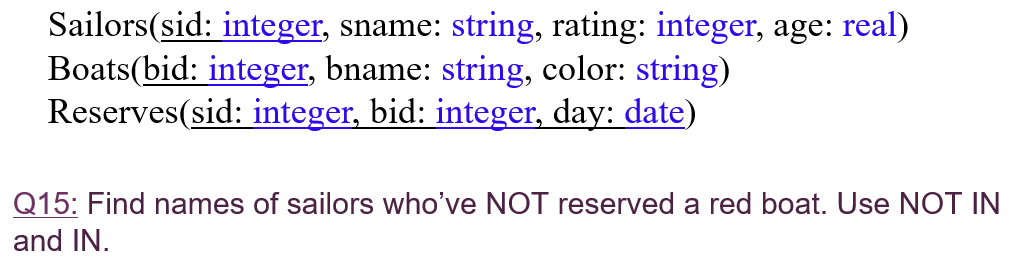 Sailors(sid: integer, sname: string, rating: integer, age: real)
Boats(bid: integer, bname: string, color: string)
Reserves(sid: integer, bid: integer, day: date)
Q15: Find names of sailors who’ve NOT reserved a red boat. Use NOT IN
and IN.